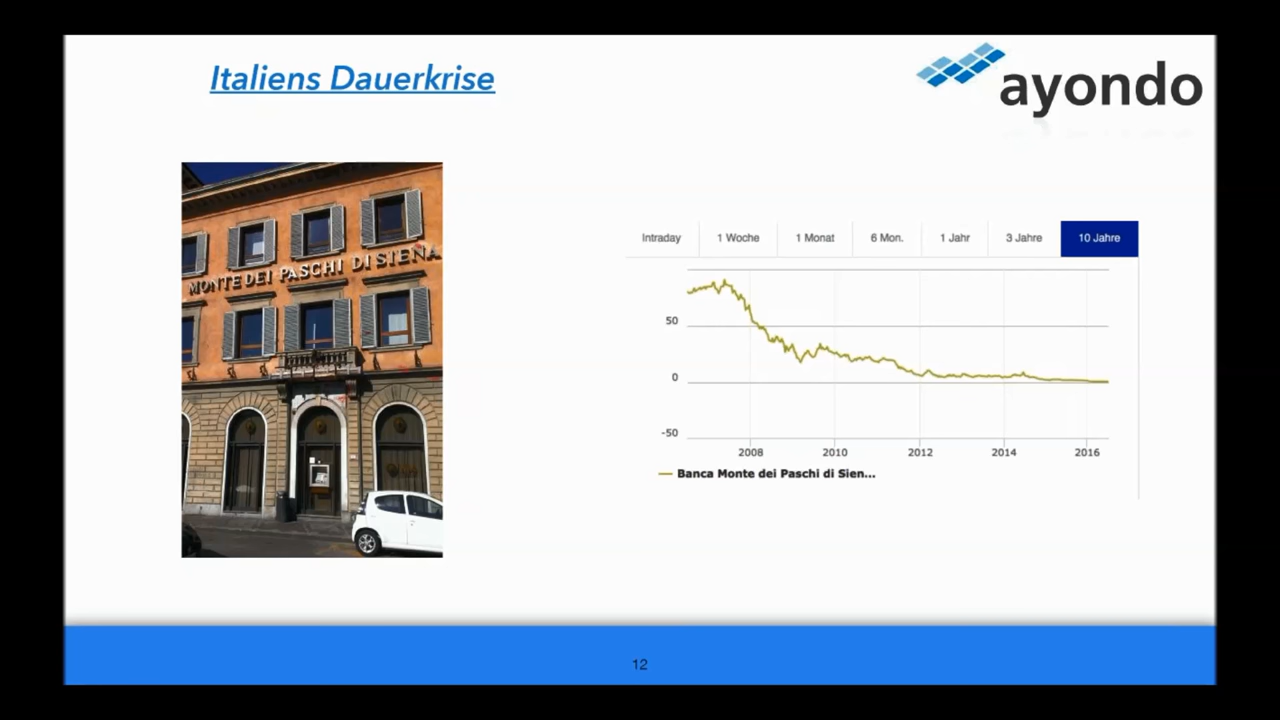 Italiens Dauerkrise
ayondo
MONTE DEI PASCHI DI SIENA
Intraday
1 Woche
1 Monat
6 Mon.
1 Jahr
3 Jahre
10 Jahre
50
0
-50
2008
2010
2012
2014
2016
Banca Monte dei Paschi di Sien...
12